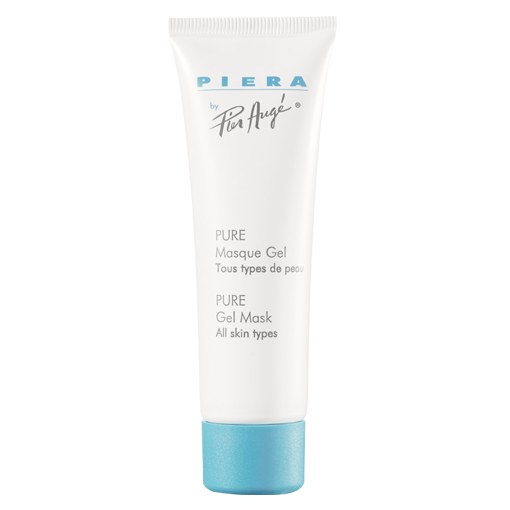 PIERA
by Pier Augé ®
PURE
Masque Gel
Tous types de peau
PURE
Gel Mask
All skin types